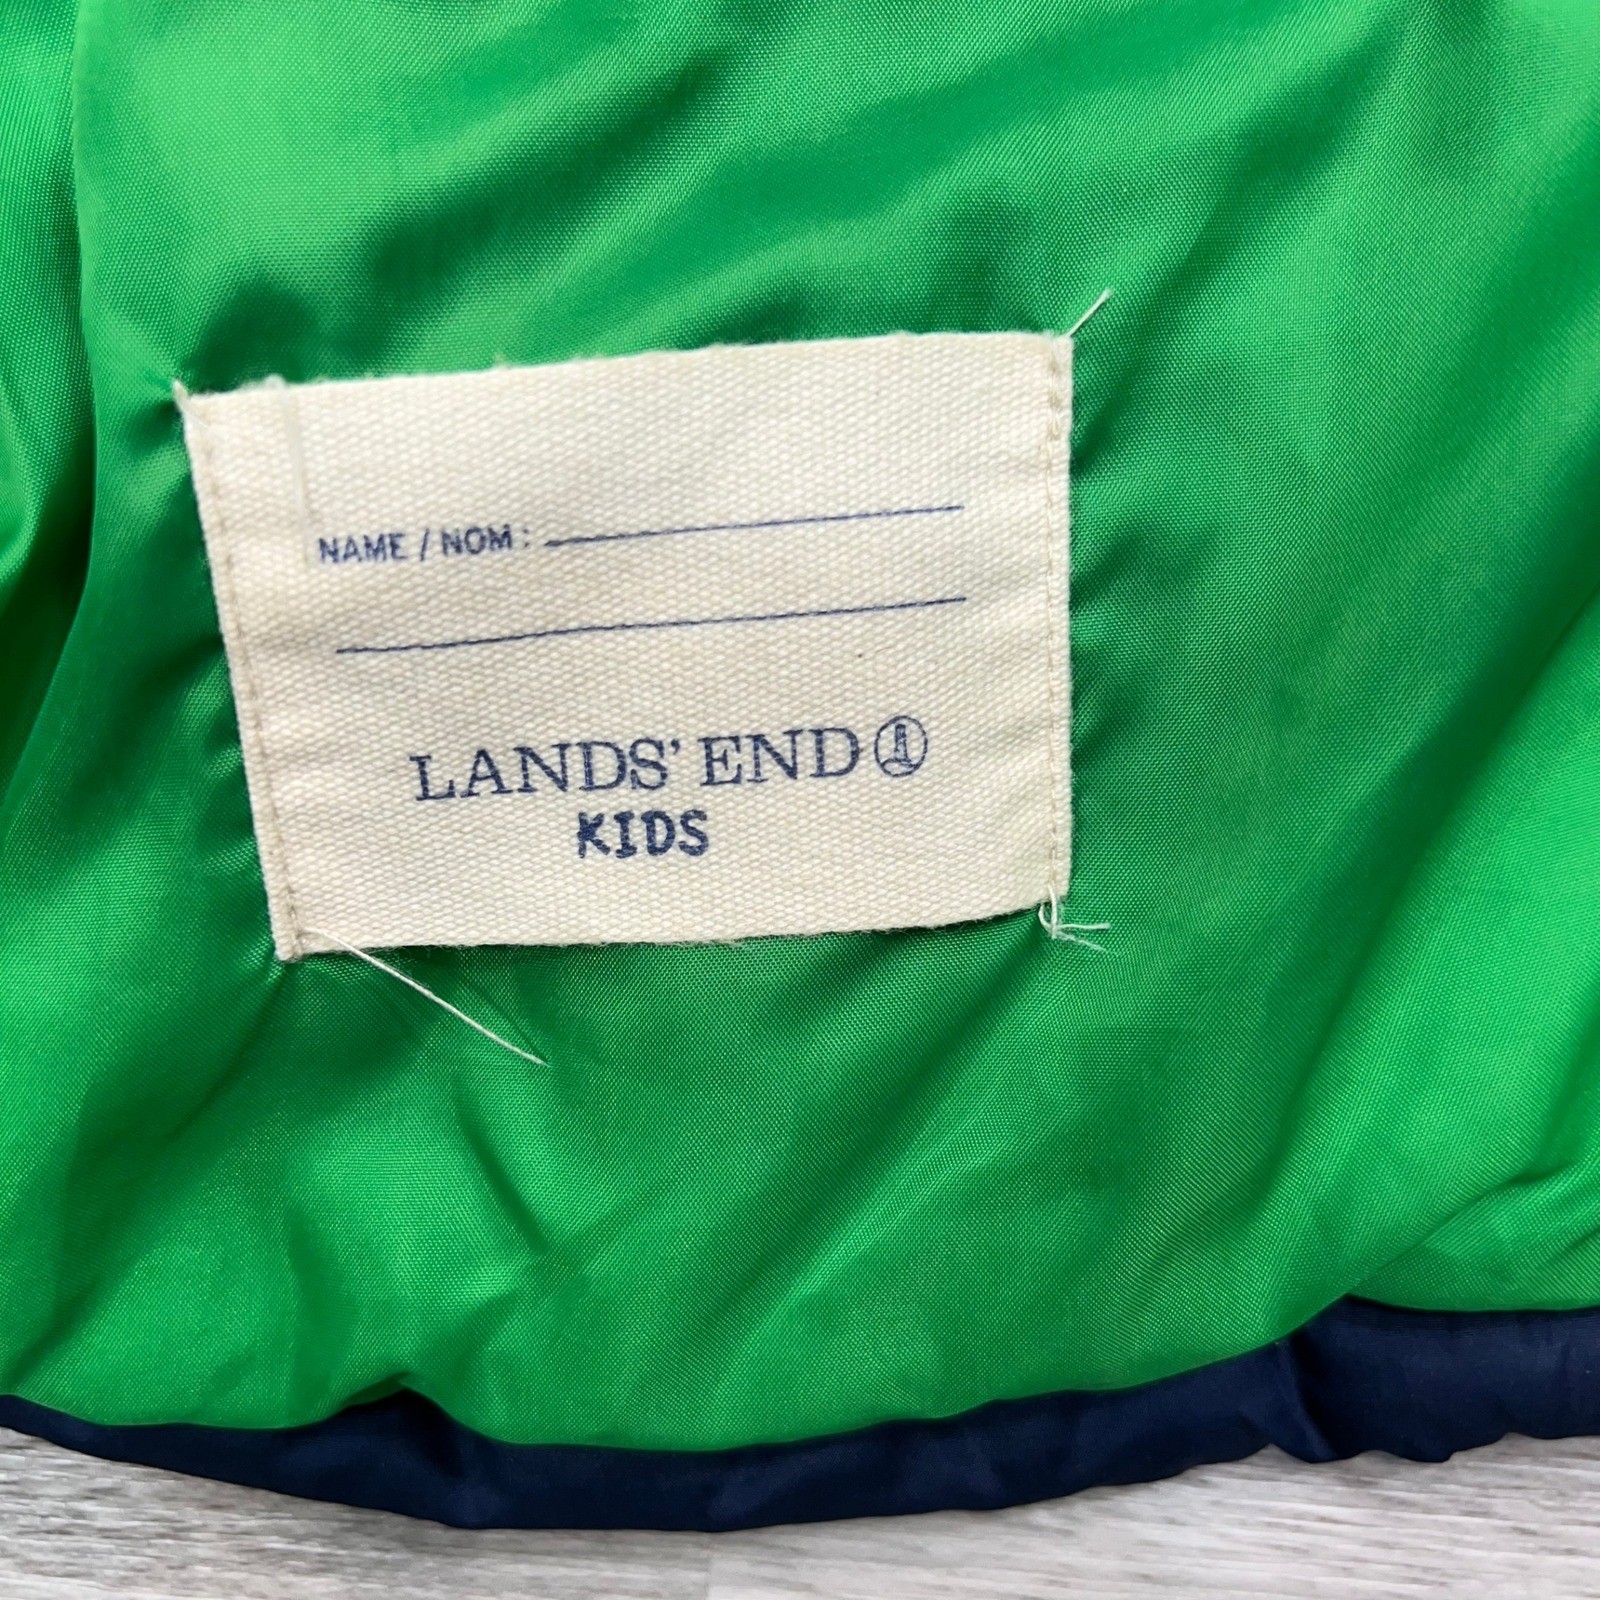 NAME / NOM :
LANDS' END
KIDS